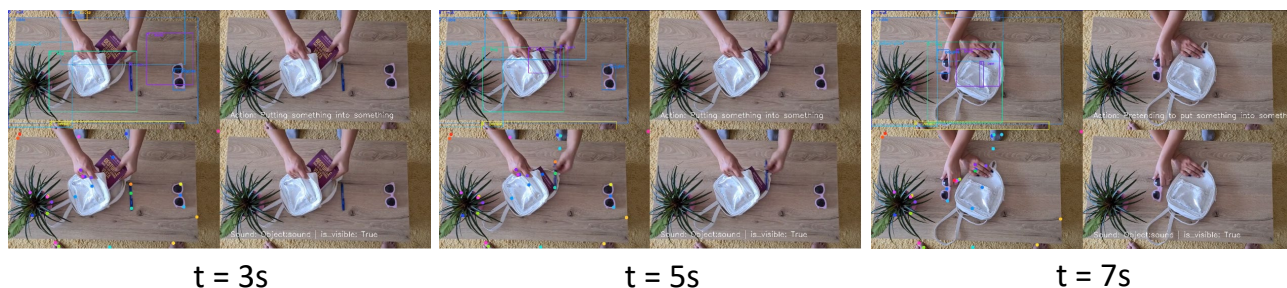 Action: Putting something into something
Sound: Object:sound | is_visible: True
t = 3s
Action: Putting something into something
Sound: Object:sound | is_visible: True
t = 5s
Action: Pretending to put something into someth
Sound: Object:sound | is_visible: True
t = 7s